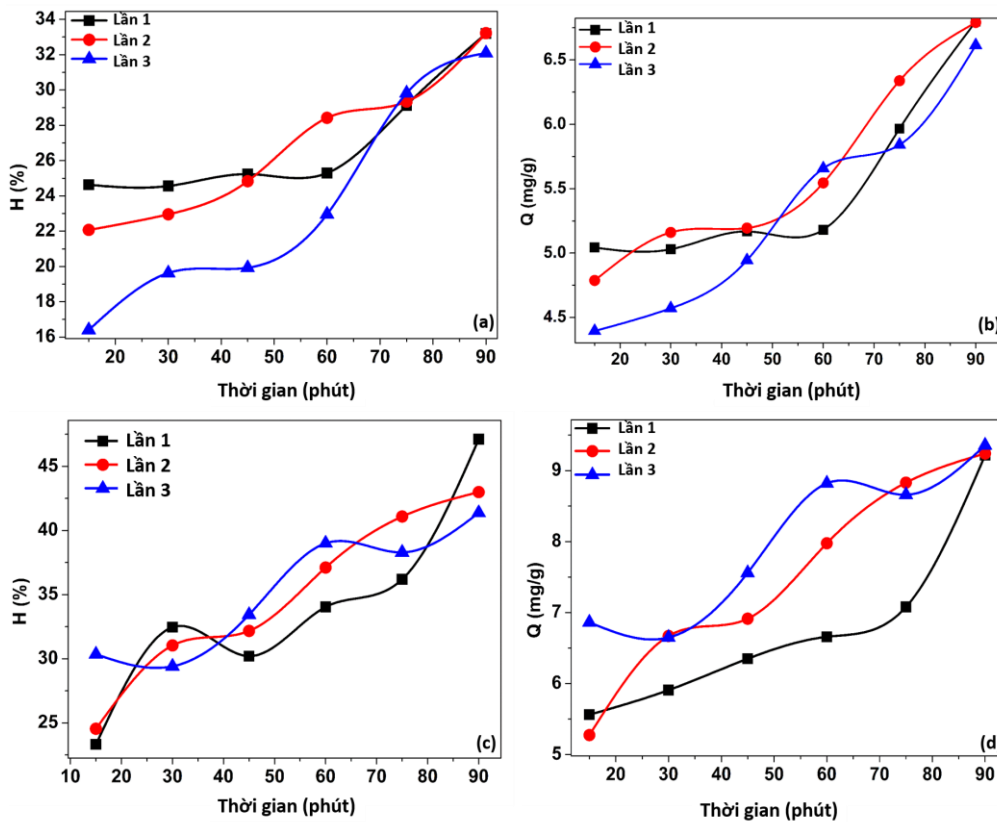 Lần 1
Lần 2
Lần 3
34
32
30
28
26
24
22
20
18
16
H (%)
20 30 40 50 60 70 80 90
Thời gian (phút)
(a)
Lần 1
Lần 2
Lần 3
6.5
6.0
5.5
5.0
4.5
Q (mg/g)
20 30 40 50 60 70 80 90
Thời gian (phút)
(b)
Lần 1
Lần 2
Lần 3
45
40
35
30
25
H (%)
10 20 30 40 50 60 70 80 90
Thời gian (phút)
(c)
Lần 1
Lần 2
Lần 3
9
8
7
6
5
Q (mg/g)
20 30 40 50 60 70 80 90
Thời gian (phút)
(d)